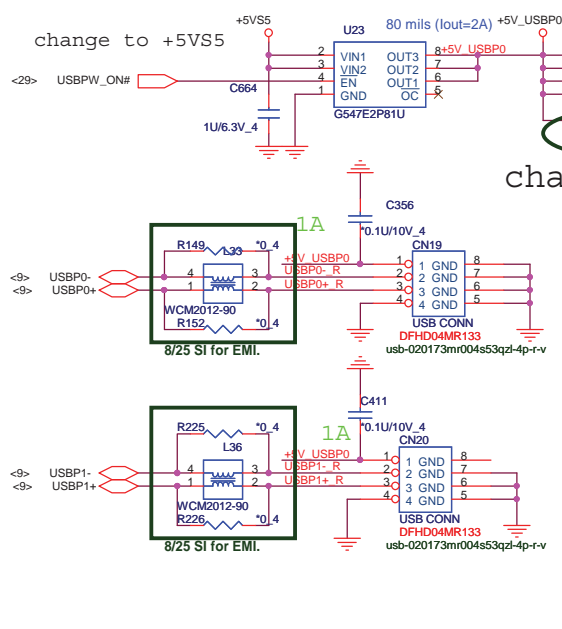 +5VS5
U23
80 mils (Iout=2A)
+5V_USBP0
change to +5VS5
2 VIN1 OUT3 8 +5V_USBP0
3 VIN2 OUT2 7
<29> USBPW_ON# 4 EN OUT1 6
C664 1 GND OC 5
G547E2P81U
1U/6.3V_4
cha
C356
1A
*0.1U/10V_4
R149 L33 *0_4
CN19
+5V_USBP0 1 1 GND 8
<9> USBP0- 4 3 USBP0-_R 2 2 GND 7
<9> USBP0+ 1 2 USBP0+_R 3 3 GND 6
4 4 GND 5
WCM2012-90
R152 *0_4
USB CONN
DFHD04MR133
8/25 SI for EMI.
usb-020173mr004s53qzl-4p-r-v
C411
1A
*0.1U/10V_4
R225 *0_4
L36
CN20
+5V_USBP0 1 1 GND 8
<9> USBP1- 4 3 USBP1-_R 2 2 GND 7
<9> USBP1+ 1 2 USBP1+_R 3 3 GND 6
4 4 GND 5
WCM2012-90
R226 *0_4
USB CONN
DFHD04MR133
8/25 SI for EMI.
usb-020173mr004s53qzl-4p-r-v